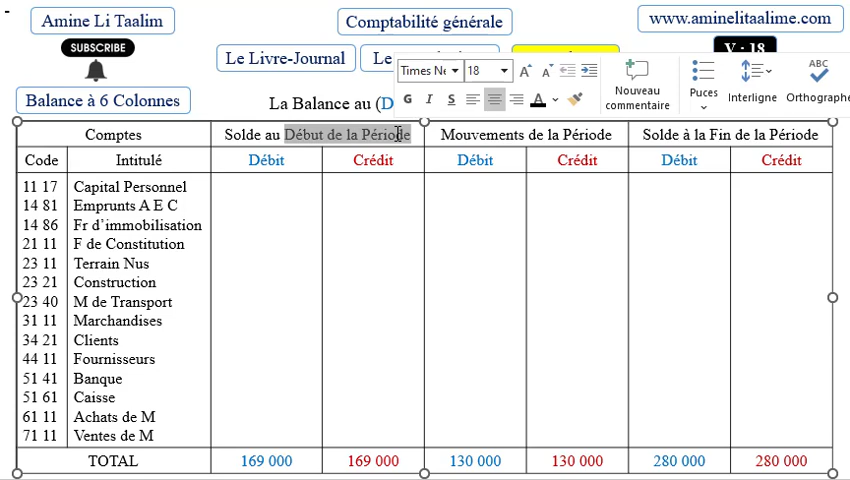 Amine Li Taalim
Comptabilité générale
www.aminelitaalime.com
SUBSCRIBE
Le Livre-Journal
Le
V - 18
Balance à 6 Colonnes
La Balance au (D
Times Ne
18
G I S A
Nouveau
commentaire
Puces
Interligne
ABC
Orthographe
Comptes
Solde au Début de la Période
Mouvements de la Période
Solde à la Fin de la Période
Code Intitulé Débit Crédit Débit Crédit Débit Crédit
11 17 Capital Personnel
14 81 Emprunts A E C
14 86 Fr d’immobilisation
21 11 F de Constitution
23 11 Terrain Nus
23 21 Construction
23 40 M de Transport
31 11 Marchandises
34 21 Clients
44 11 Fournisseurs
51 41 Banque
51 61 Caisse
61 11 Achats de M
71 11 Ventes de M
TOTAL 169 000 169 000 130 000 130 000 280 000 280 000